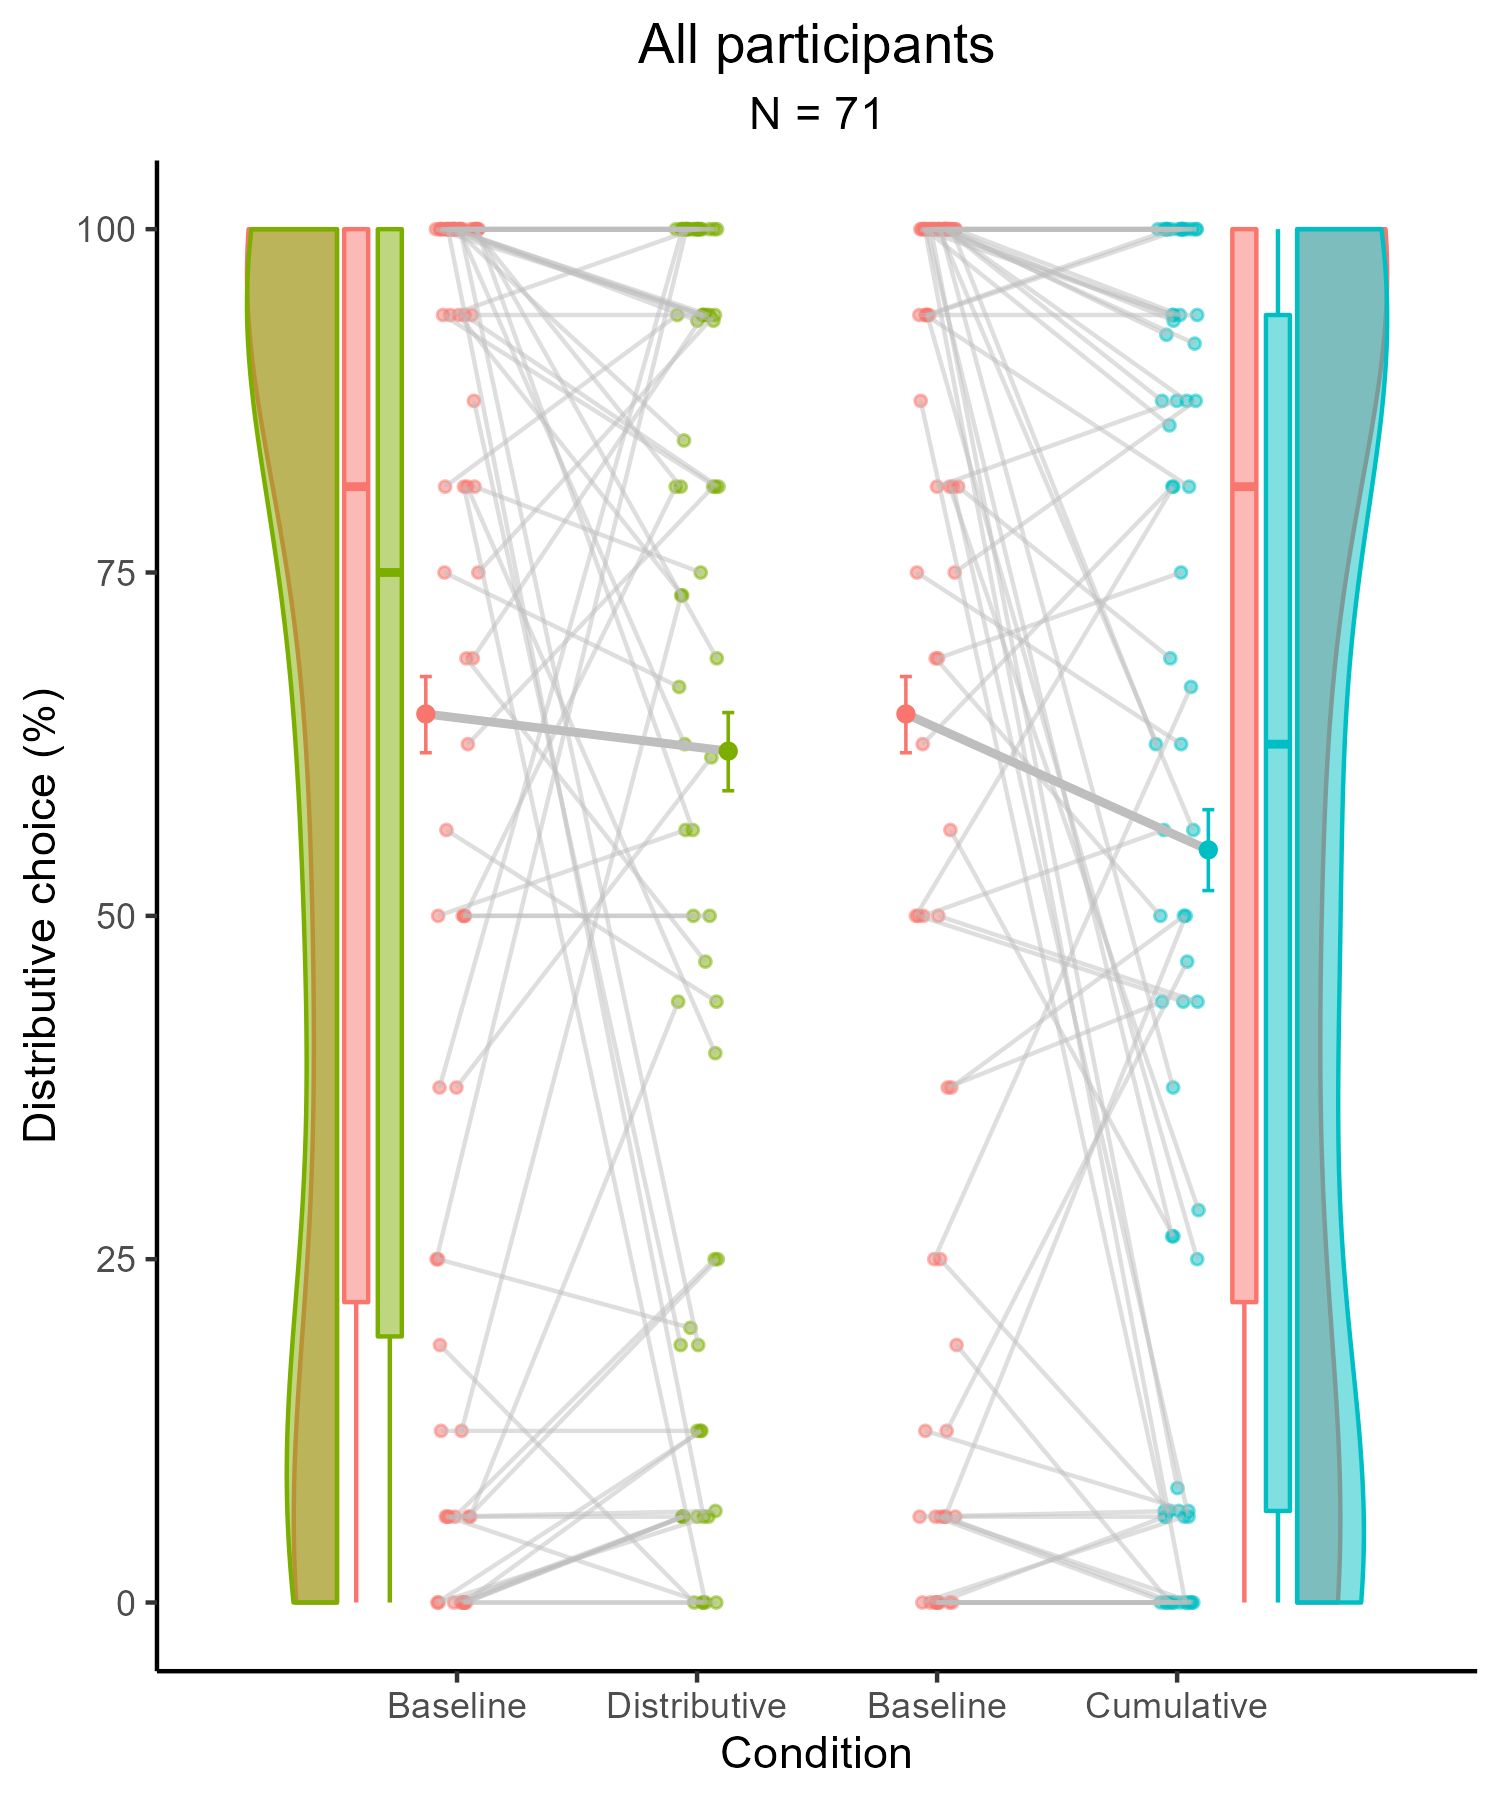 All participants
N = 71
Distributive choice (%)
100
75
50
25
0
Baseline Distributive Baseline Cumulative
Condition